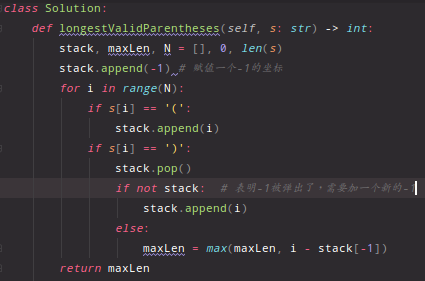 class Solution:
    def longestValidParentheses(self, s: str) -> int:
        stack, maxLen, N = [], 0, len(s)
        stack.append(-1) # 赋值一个-1的坐标
        for i in range(N):
            if s[i] == '(':
                stack.append(i)
            if s[i] == ')':
                stack.pop()
                if not stack:  # 表明-1被弹出了，需要加一个新的-1
                    stack.append(i)
                else:
                    maxLen = max(maxLen, i - stack[-1])
        return maxLen